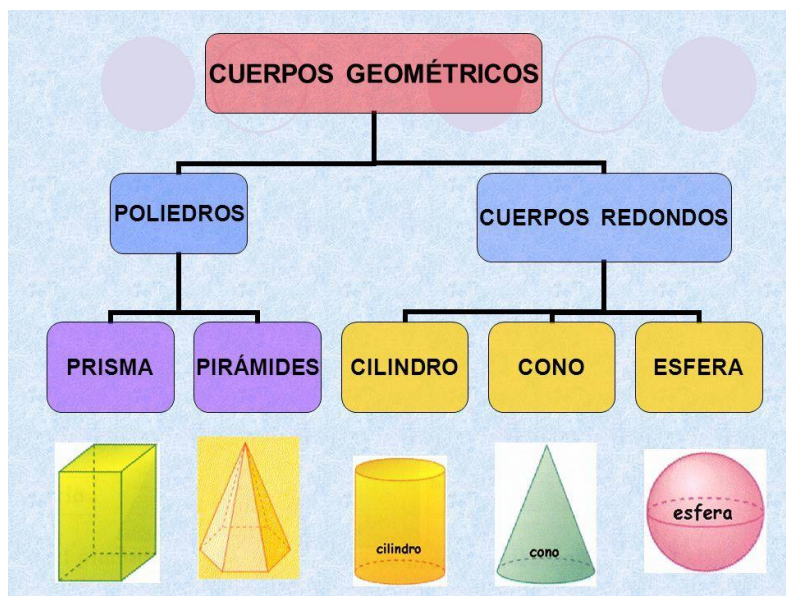 CUERPOS GEOMÉTRICOS
POLIEDROS
CUERPOS REDONDOS
PRISMA
PIRÁMIDES
CILINDRO
CONO
ESFERA
cilindro
cono
esfera